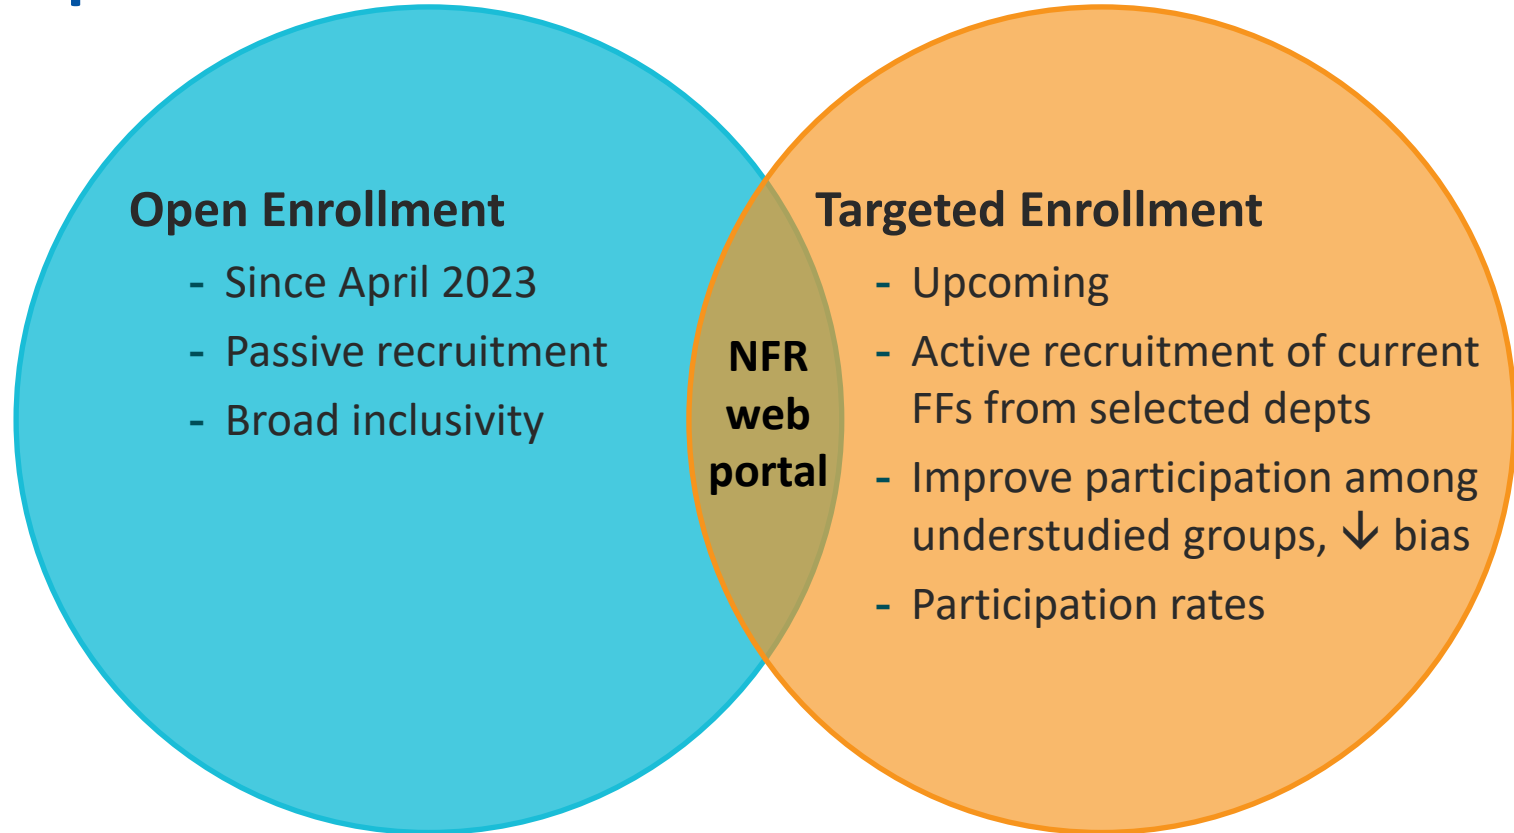 Open Enrollment
- Since April 2023
- Passive recruitment
- Broad inclusivity
NFR
web
portal
Targeted Enrollment
- Upcoming
- Active recruitment of current
FFs from selected depts
- Improve participation among
understudied groups, ↓ bias
- Participation rates